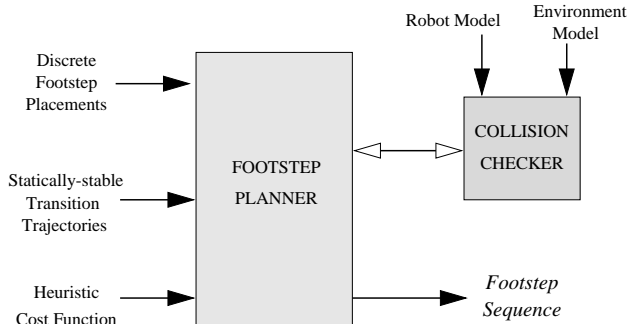 Robot Model
Environment
Model
Discrete
Footstep
Placements
COLLISION
CHECKER
FOOTSTEP
PLANNER
Statically-stable
Transition
Trajectories
Heuristic
Cost Function
Footstep
Sequence